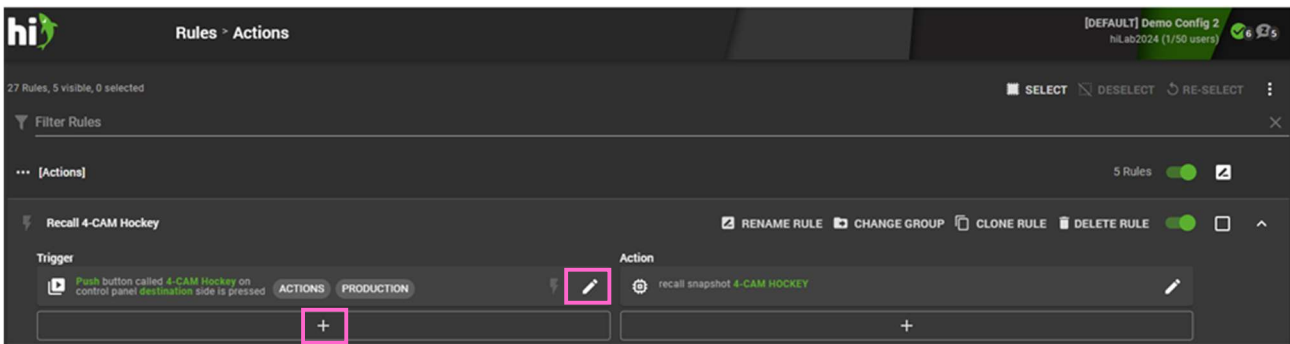 hi
Rules > Actions
[DEFAULT] Demo Config 2
hiLab2024 (1/50 users)
6 5
27 Rules, 5 visible, 0 selected
SELECT DESELECT RE-SELECT
Filter Rules
[Actions]
5 Rules
Recall 4-CAM Hockey
RENAME RULE CHANGE GROUP CLONE RULE DELETE RULE
Trigger
Push button called 4-CAM Hockey on
control panel destination side is pressed ACTIONS PRODUCTION
+
Action
recall snapshot 4-CAM HOCKEY
+